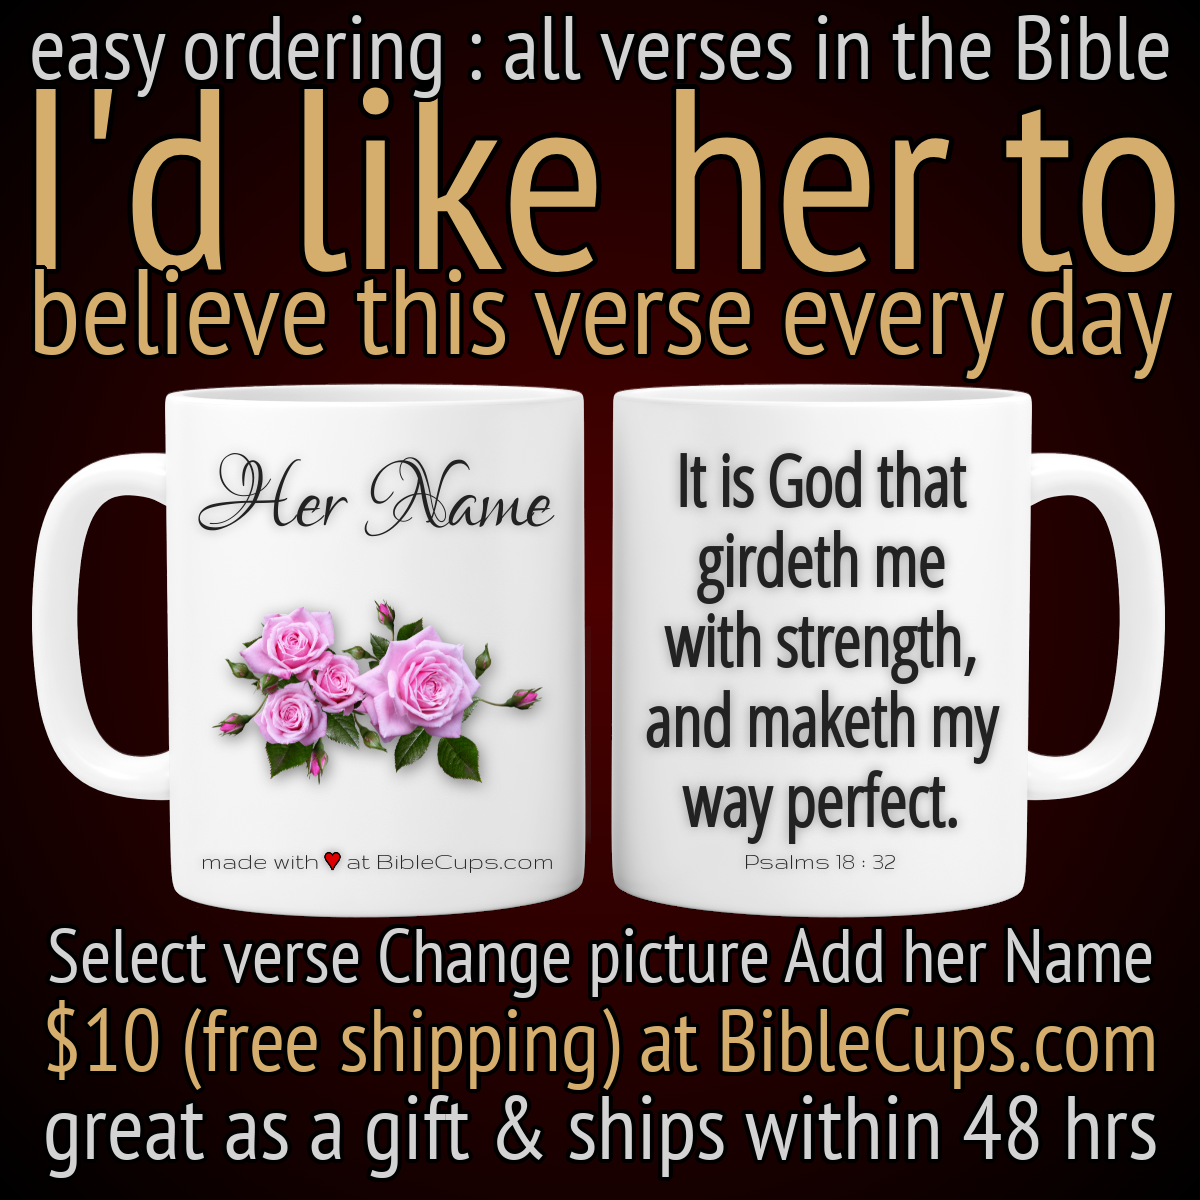 easy ordering : all verses in the Bible
I'd like her to
believe this verse every day
Her Name
made with ♥ at BibleCups.com
It is God that
girdeth me
with strength,
and maketh my
way perfect.
Psalms 18 : 32
Select verse Change picture Add her Name
$10 (free shipping) at BibleCups.com
great as a gift & ships within 48 hrs